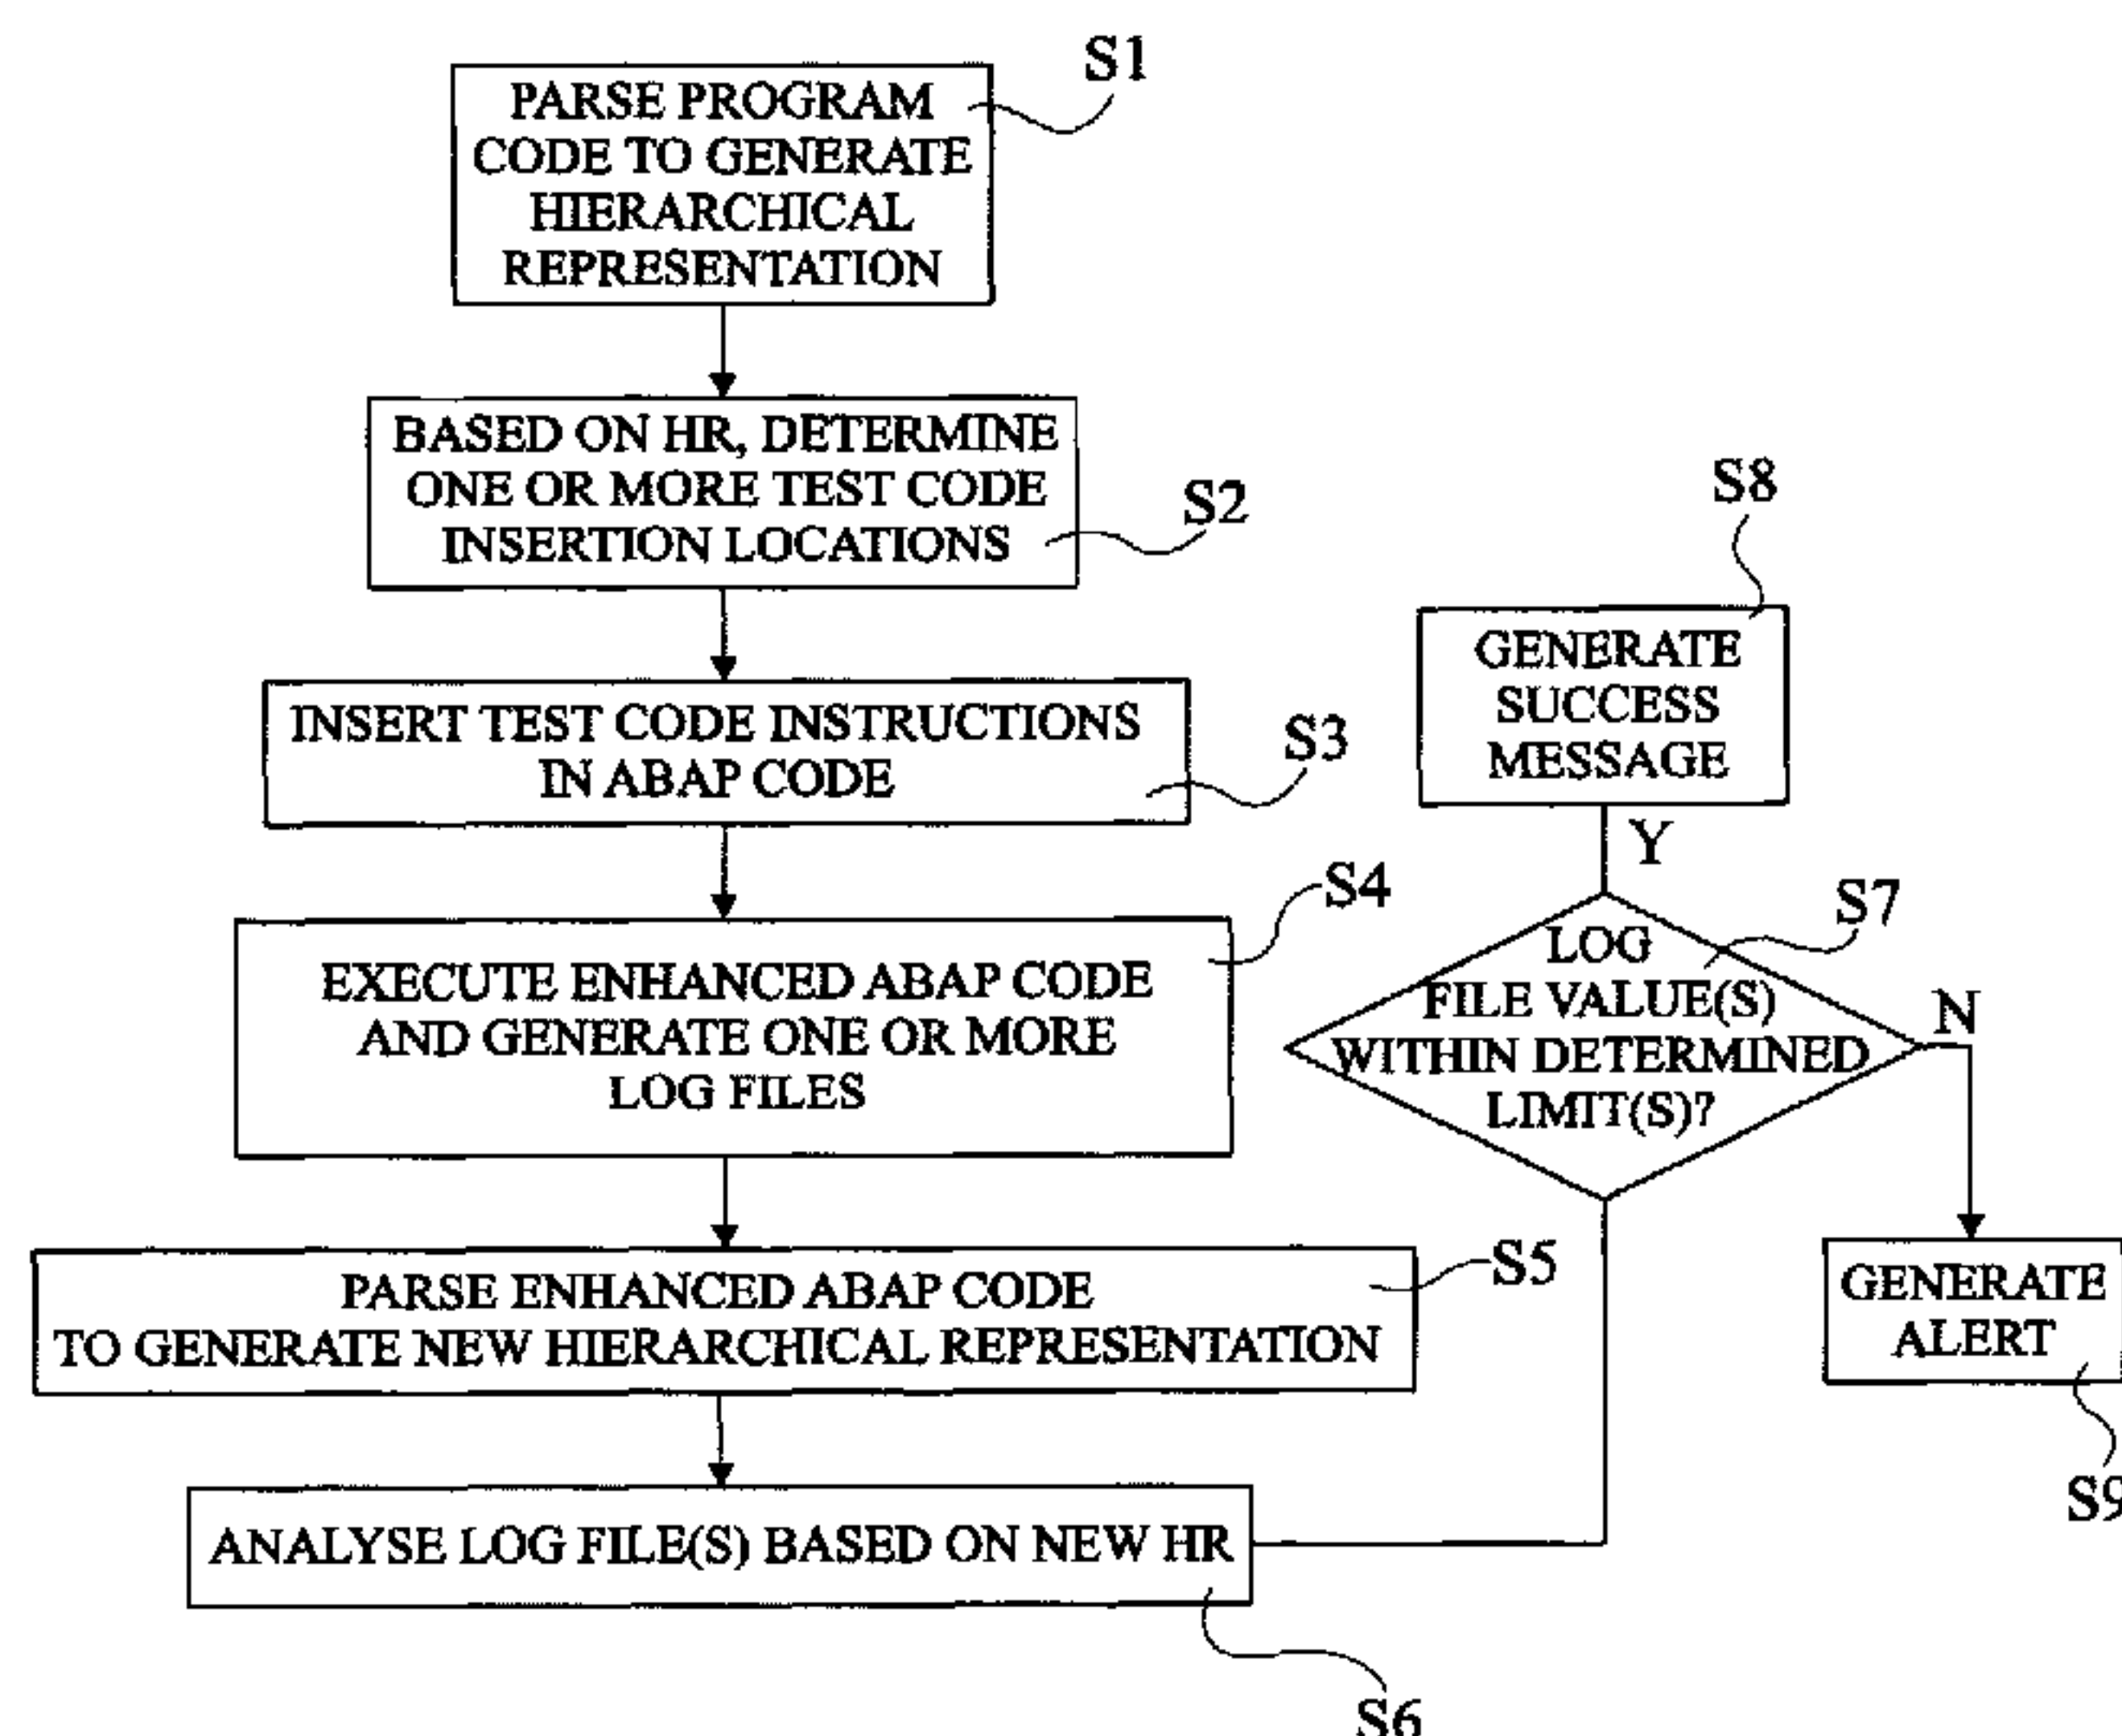 S1
PARSE PROGRAM
CODE TO GENERATE
HIERARCHICAL
REPRESENTATION
BASED ON HR, DETERMINE
ONE OR MORE TEST CODE
INSERTION LOCATIONS
S2
INSERT TEST CODE INSTRUCTIONS
IN ABAP CODE
S3
EXECUTE ENHANCED ABAP CODE
AND GENERATE ONE OR MORE
LOG FILES
S4
PARSE ENHANCED ABAP CODE
TO GENERATE NEW HIERARCHICAL REPRESENTATION
S5
ANALYSE LOG FILE(S) BASED ON NEW HR
S6
S8
GENERATE
SUCCESS
MESSAGE
Y
S7
LOG
FILE VALUE(S)
WITHIN DETERMINED
LIMIT(S)?
N
GENERATE
ALERT
S9